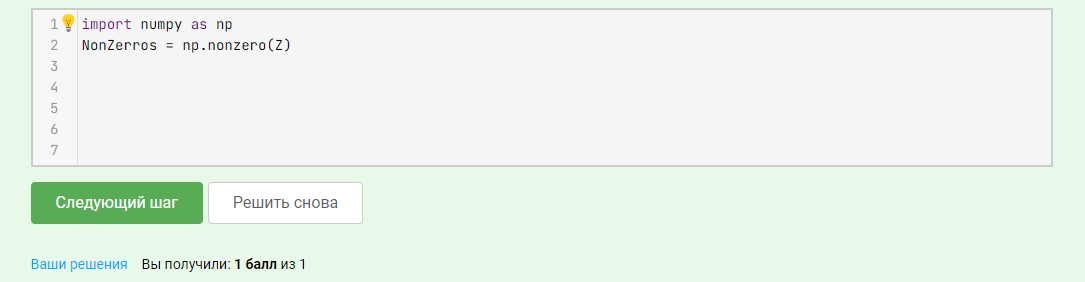 1 import numpy as np
2 NonZerros = np.nonzero(Z)
3
4
5
6
7
Следующий шаг Решить снова
Ваши решения Вы получили: 1 балл из 1